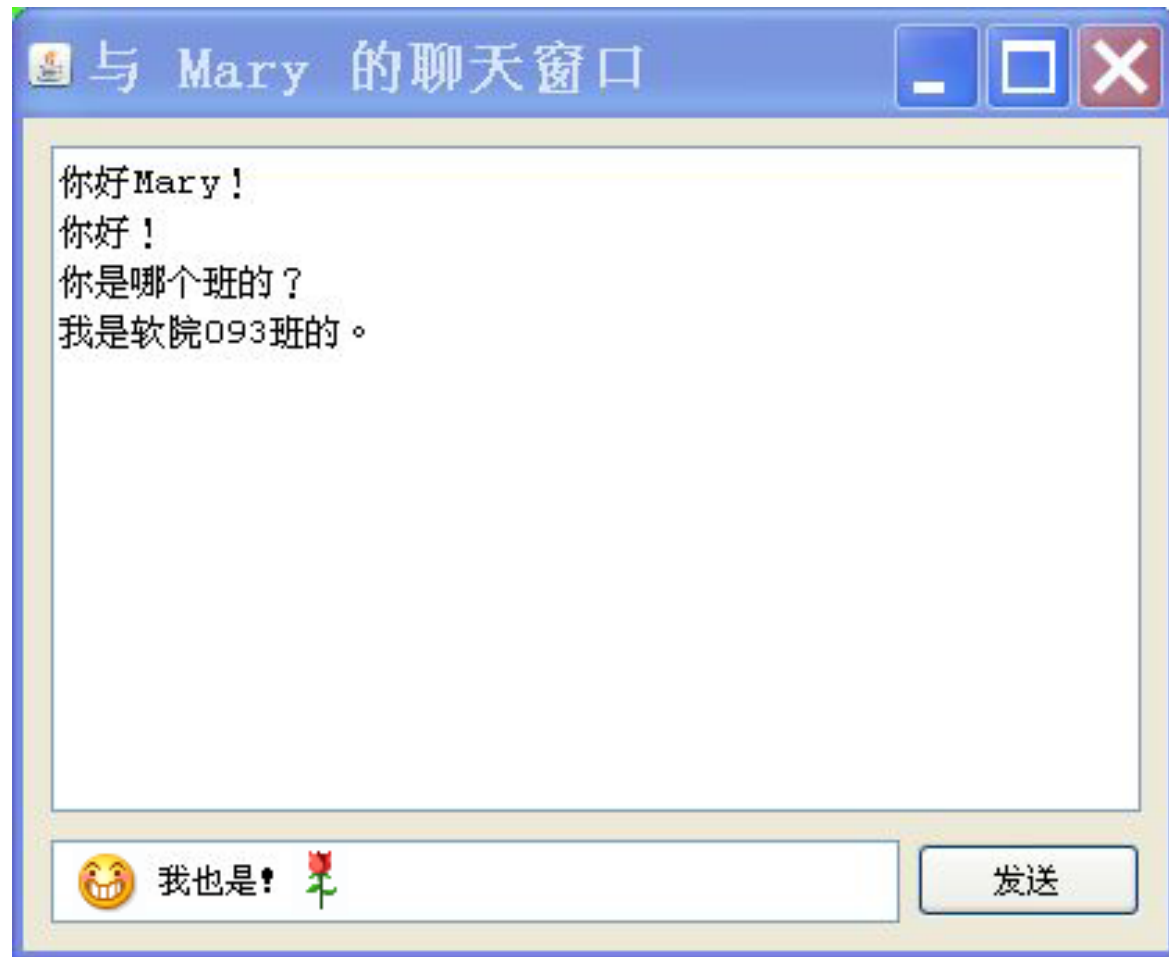 与 Mary 的聊天窗口
你好Mary！
你好！
你是哪个班的？
我是软院093班的。
我也是!
发送